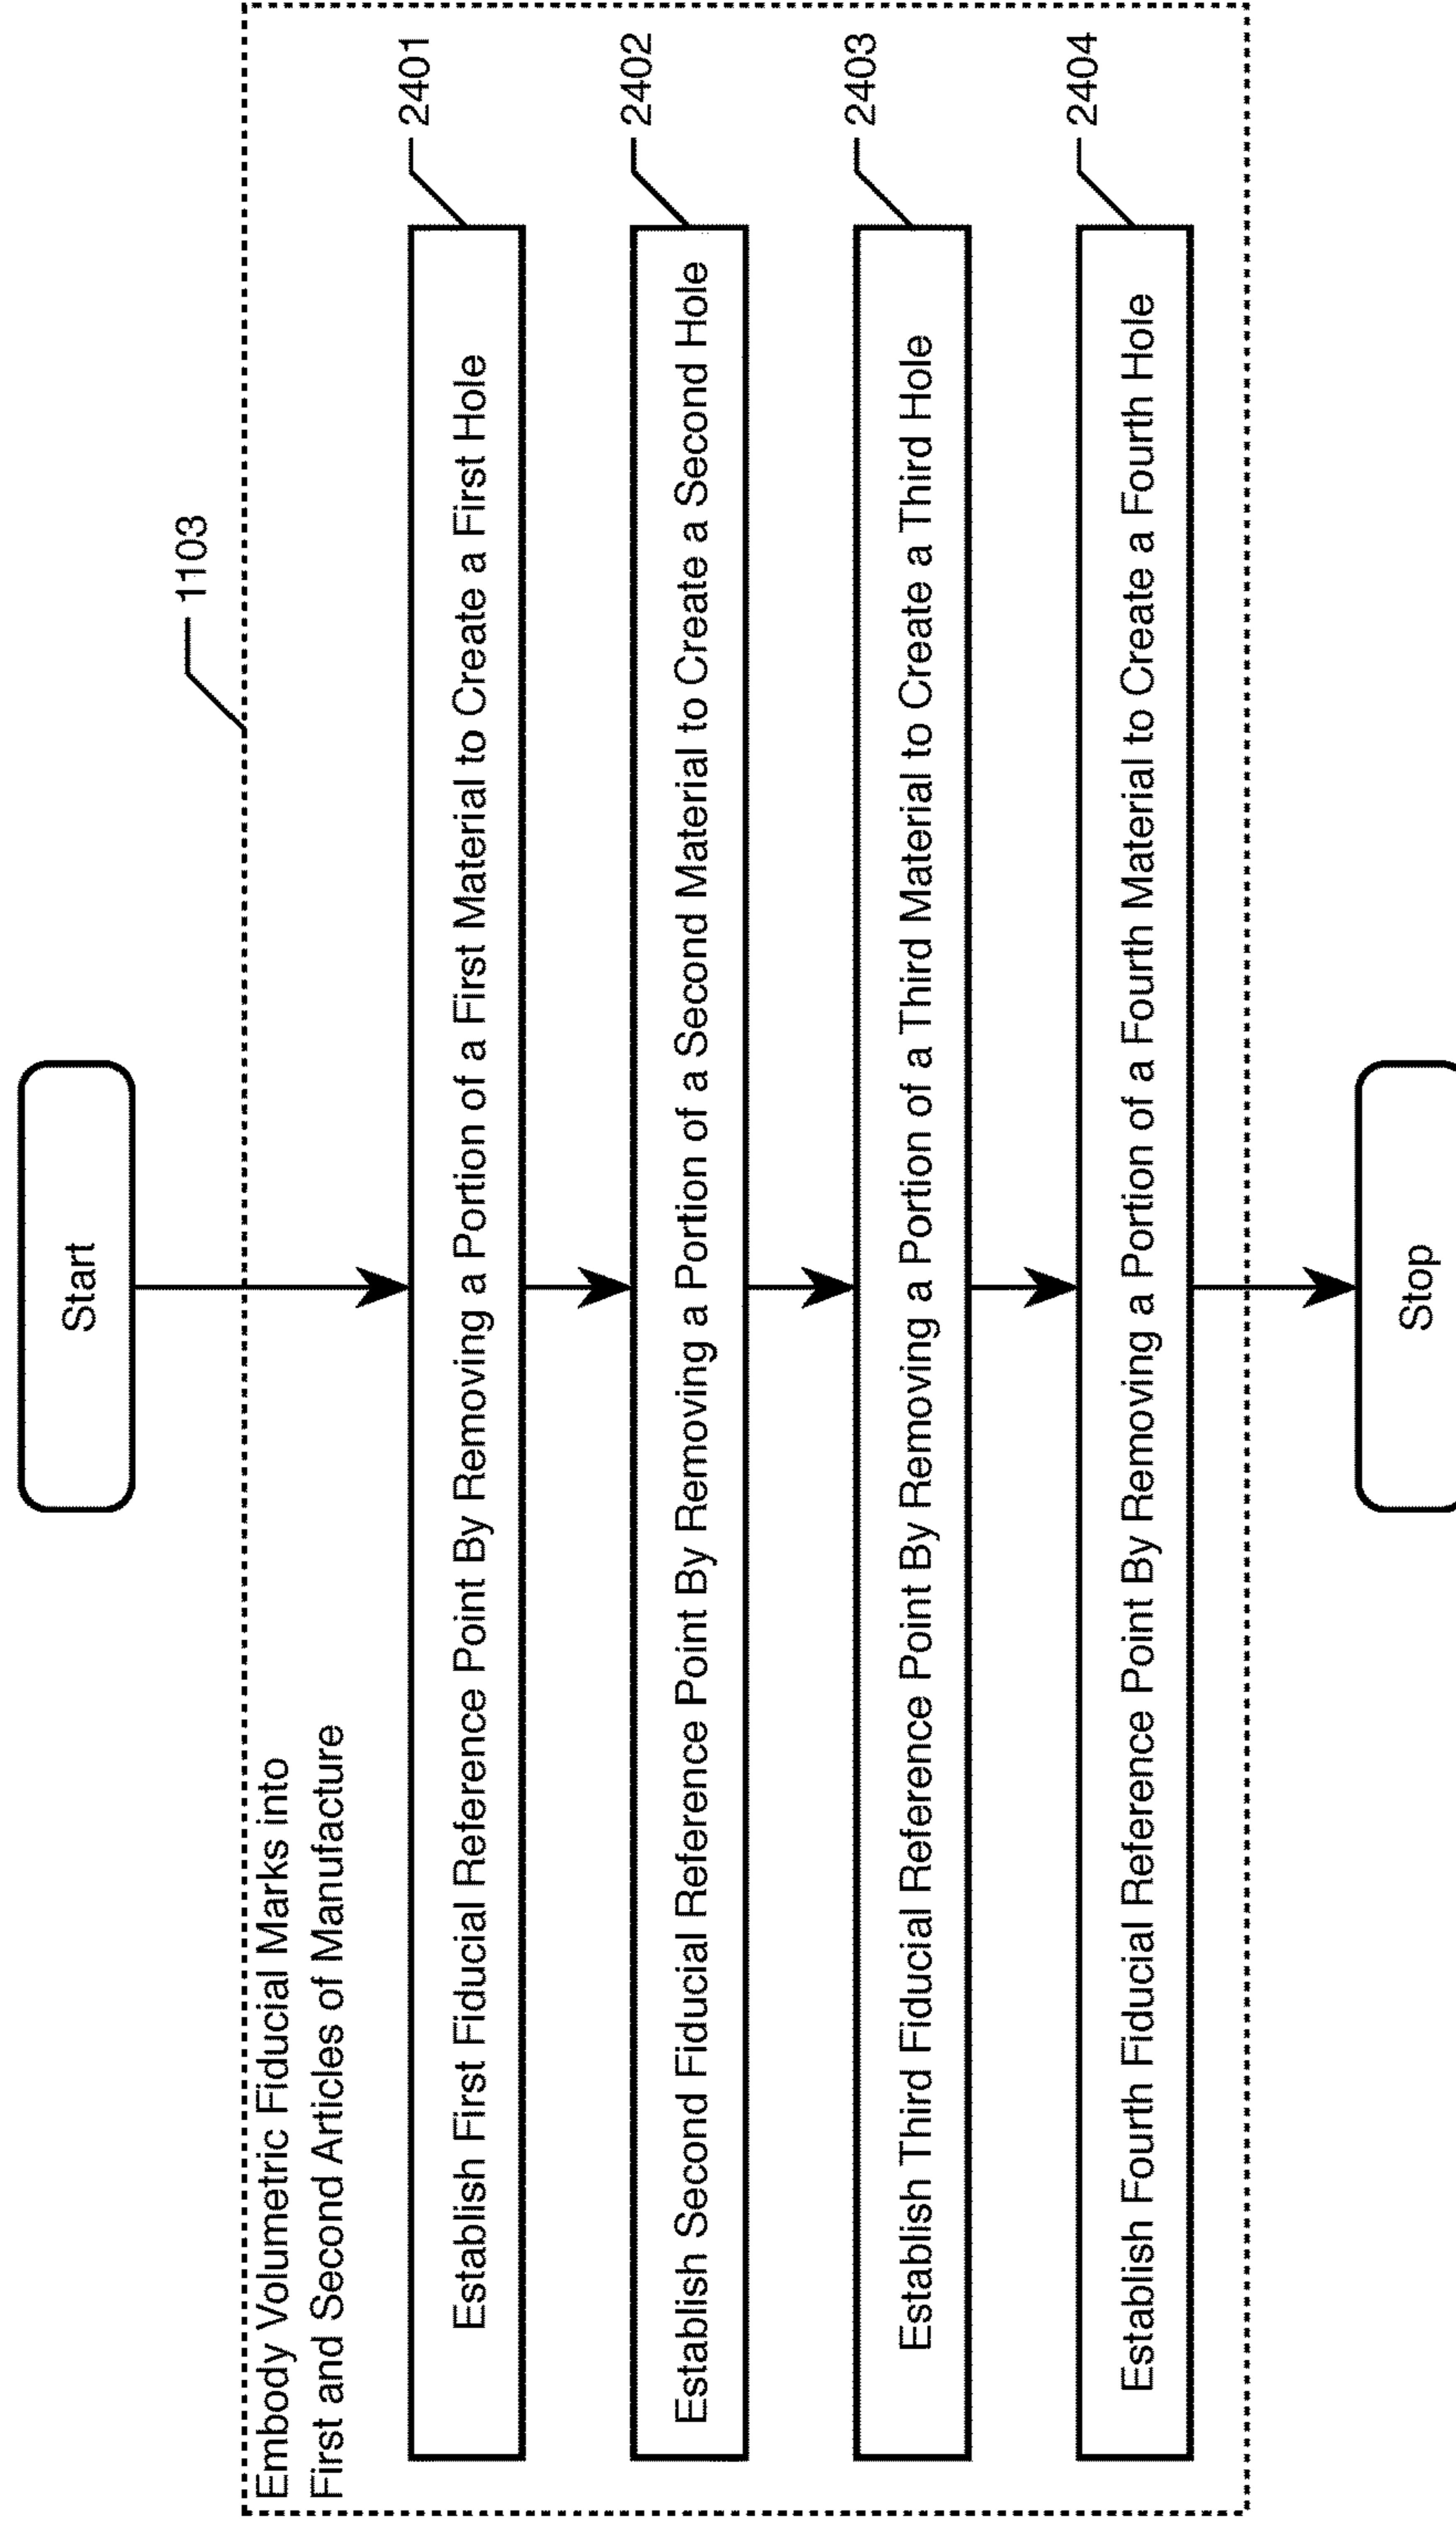 Start
1103
Embody Volumetric Fiducial Marks into
First and Second Articles of Manufacture
2401
Establish First Fiducial Reference Point By Removing a Portion of a First Material to Create a First Hole
2402
Establish Second Fiducial Reference Point By Removing a Portion of a Second Material to Create a Second Hole
2403
Establish Third Fiducial Reference Point By Removing a Portion of a Third Material to Create a Third Hole
2404
Establish Fourth Fiducial Reference Point By Removing a Portion of a Fourth Material to Create a Fourth Hole
Stop